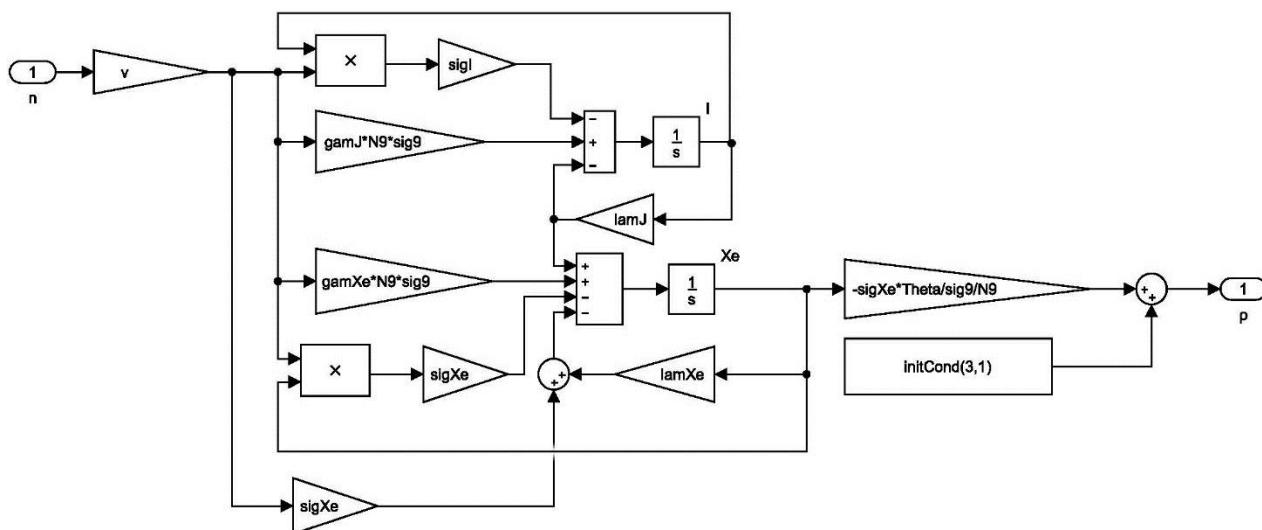 1
n
v
×
sigI
gamJ*N9*sig9
−
+
−
1
s
I
lamJ
gamXe*N9*sig9
+
+
−
−
1
s
Xe
×
sigXe
+
+
lamXe
sigXe
-sigXe*Theta/sig9/N9
initCond(3,1)
+
+
1
p